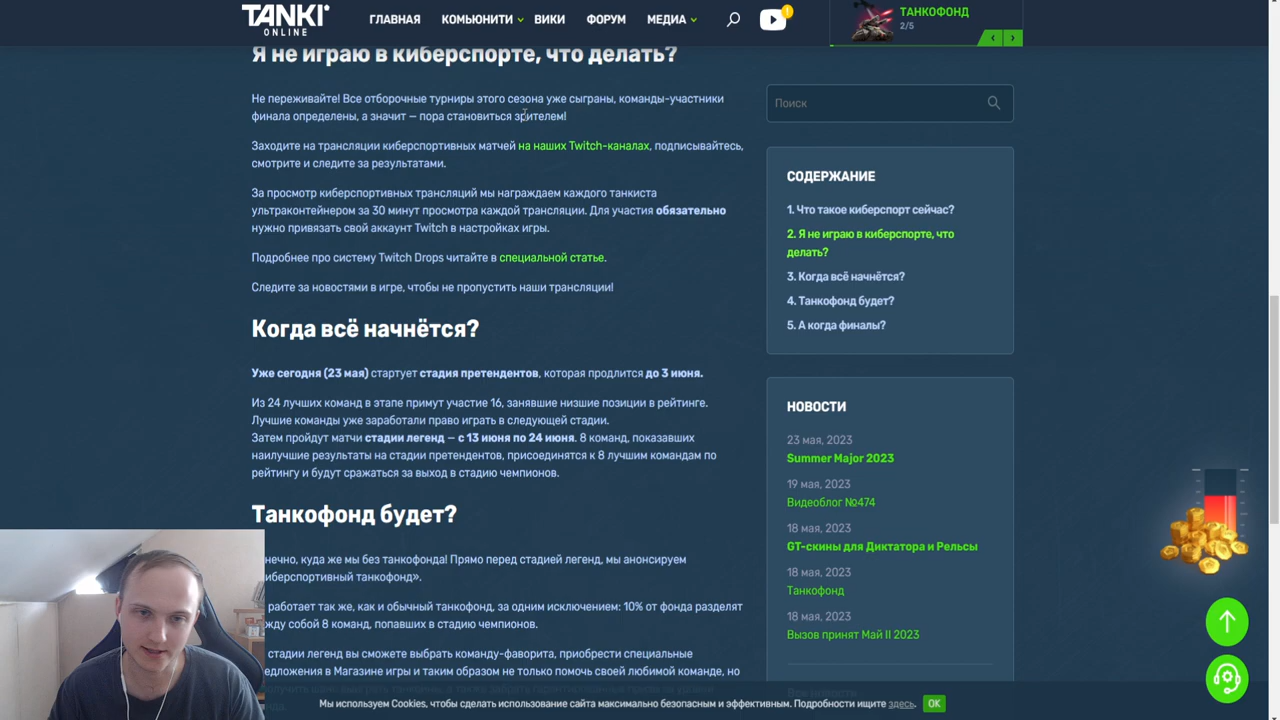 TANKI
ONLINE
ГЛАВНАЯ
КОМЬЮНИТИ
ВИКИ
ФОРУМ
МЕДИА
ТАНКОФОНД
2/5
Я не играю в киберспорте, что делать?
Не переживайте! Все отборочные турниры этого сезона уже сыграны, команды-участники
финала определены, а значит — пора становиться зрителем!
Заходите на трансляции киберспортивных матчей на наших Twitch-каналах, подписывайтесь,
смотрите и следите за результатами.
За просмотр киберспортивных трансляций мы награждаем каждого танкиста
ультраконтейнером за 30 минут просмотра каждой трансляции. Для участия обязательно
нужно привязать свой аккаунт Twitch в настройках игры.
Подробнее про систему Twitch Drops читайте в специальной статье.
Следите за новостями в игре, чтобы не пропустить наши трансляции!
Когда всё начнётся?
Уже сегодня (23 мая) стартует стадия претендентов, которая продлится до 3 июня.
Из 24 лучших команд в этапе примут участие 16, занявшие низшие позиции в рейтинге.
Лучшие команды уже заработали право играть в следующей стадии.
Затем пройдут матчи стадии легенд — с 13 июня по 24 июня. 8 команд, показавших
наилучшие результаты на стадии претендентов, присоединятся к 8 лучшим командам по
рейтингу и будут сражаться за выход в стадию чемпионов.
Танкофонд будет?
нечно, куда же мы без танкофонда! Прямо перед стадией легенд, мы анонсируем
иберспортивный танкофонд».
работает так же, как и обычный танкофонд, за одним исключением: 10% от фонда разделят
жду собой 8 команд, попавших в стадию чемпионов.
стадии легенд вы сможете выбрать команду-фаворита, приобрести специальные
едложения в Магазине игры и таким образом не только помочь своей любимой команде, но
Поиск
СОДЕРЖАНИЕ
1. Что такое киберспорт сейчас?
2. Я не играю в киберспорте, что
делать?
3. Когда всё начнётся?
4. Танкофонд будет?
5. А когда финалы?
НОВОСТИ
23 мая, 2023
Summer Major 2023
19 мая, 2023
Видеоблог №474
18 мая, 2023
GT-скины для Диктатора и Рельсы
18 мая, 2023
Танкофонд
18 мая, 2023
Вызов принят Май II 2023
Все новости
Мы используем Cookies, чтобы сделать использование сайта максимально безопасным и эффективным. Подробности ищите здесь.
OK